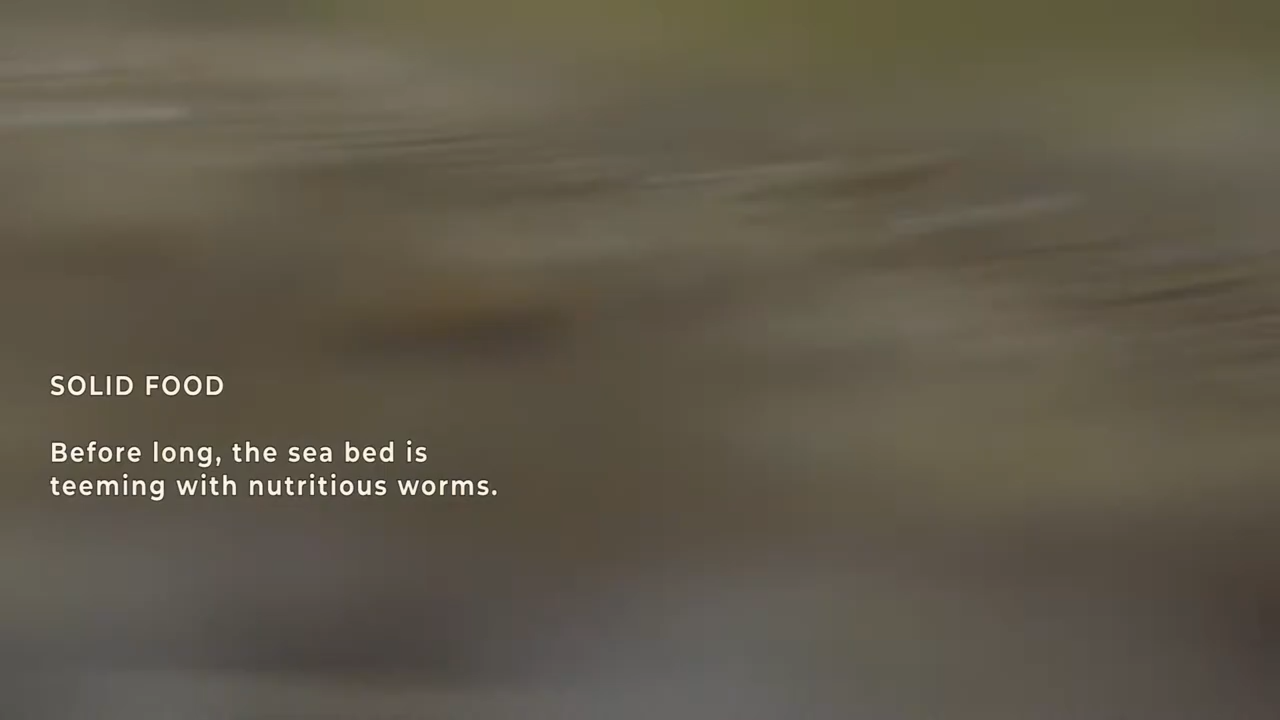 SOLID FOOD
Before long, the sea bed is
teeming with nutritious worms.